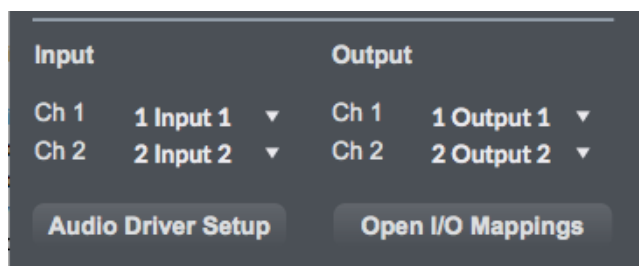 Input Output
Ch 1 1 Input 1 Ch 1 1 Output 1
Ch 2 2 Input 2 Ch 2 2 Output 2
Audio Driver Setup Open I/O Mappings